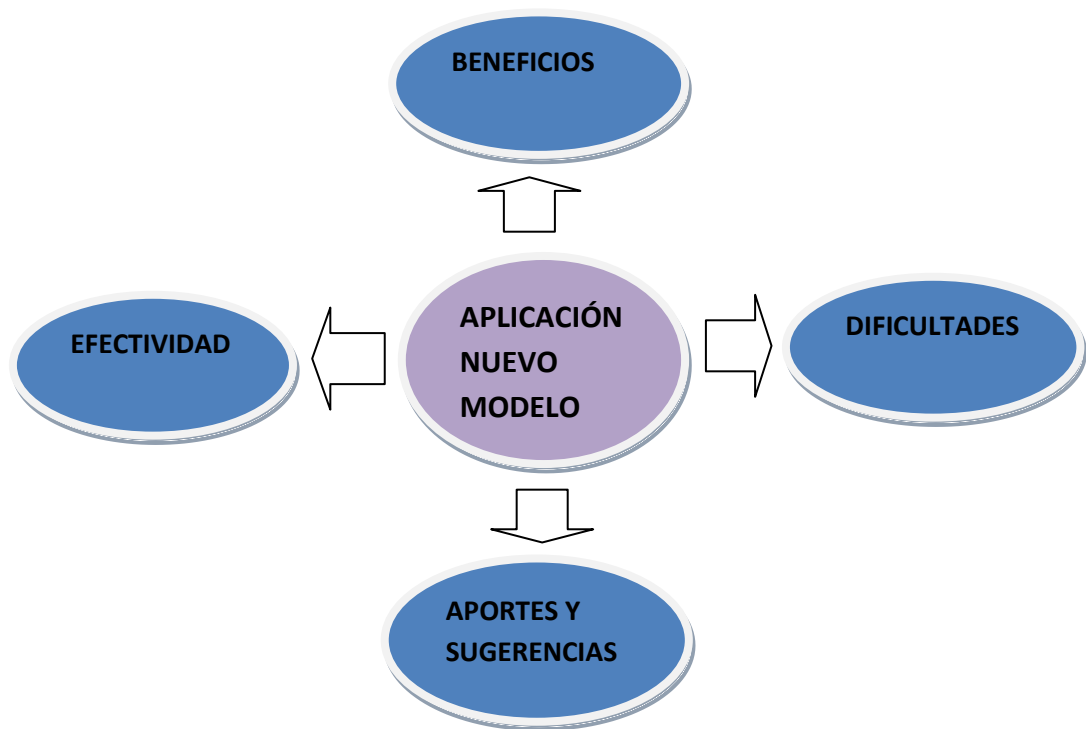 BENEFICIOS
EFECTIVIDAD
APLICACIÓN
NUEVO
MODELO
DIFICULTADES
APORTES Y
SUGERENCIAS